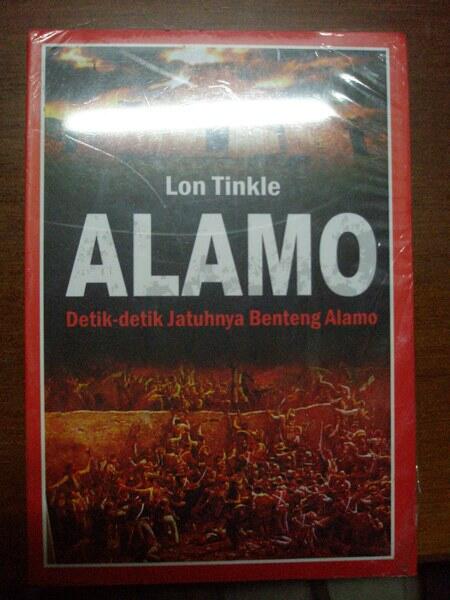 Lon Tinkle
ALAMO
Detik-detik Jatuhnya Benteng Alamo